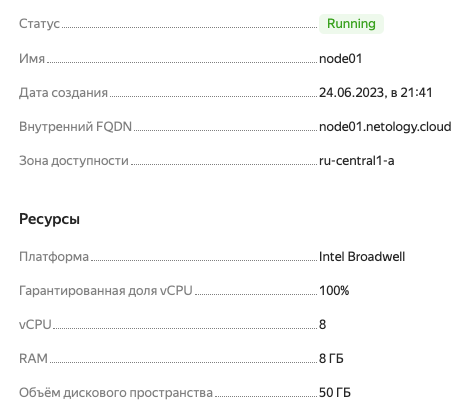 Статус Running
Имя node01
Дата создания 24.06.2023, в 21:41
Внутренний FQDN node01.netology.cloud
Зона доступности ru-central1-a
Ресурсы
Платформа Intel Broadwell
Гарантированная доля vCPU 100%
vCPU 8
RAM 8 ГБ
Объём дискового пространства 50 ГБ